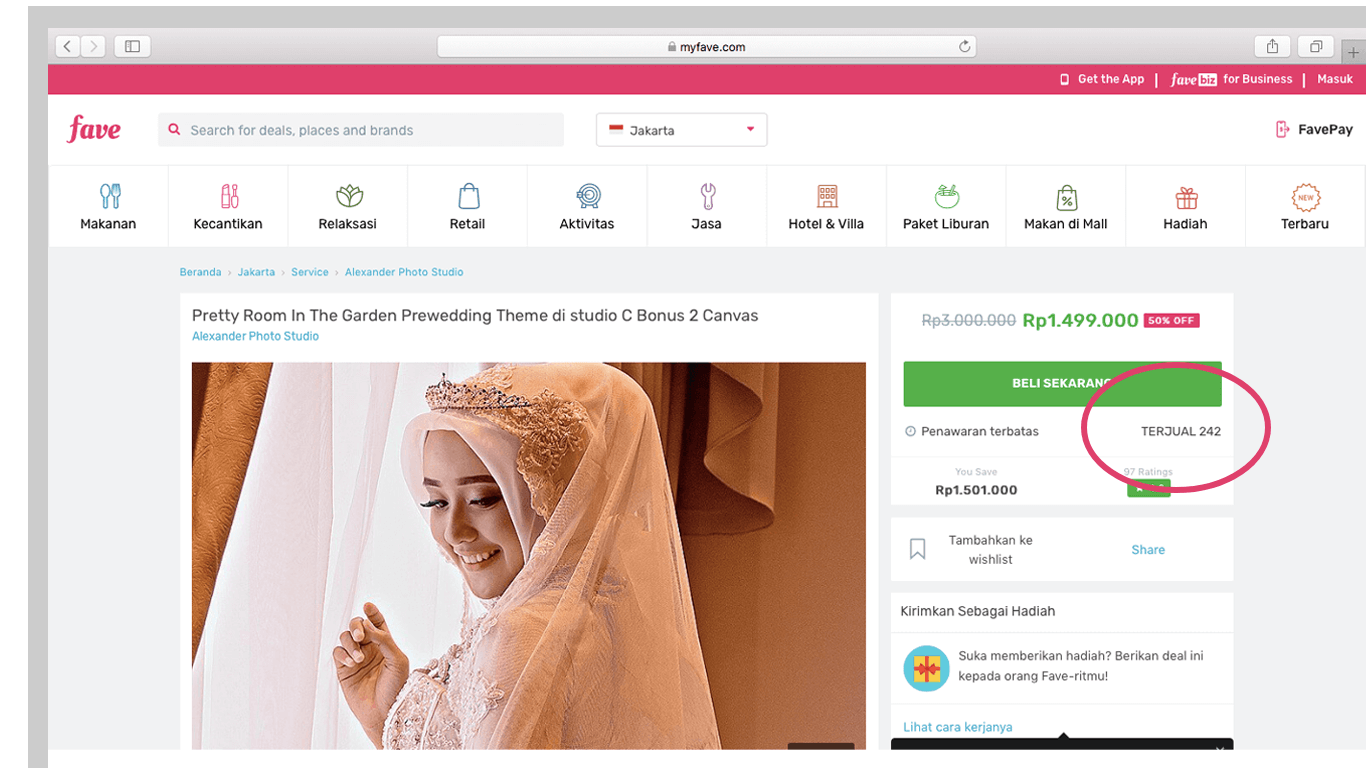 myfave.com
Get the App | fave biz for Business | Masuk
fave
Search for deals, places and brands
Jakarta
FavePay
Makanan
Kecantikan
Relaksasi
Retail
Aktivitas
Jasa
Hotel & Villa
Paket Liburan
Makan di Mall
Hadiah
NEW
Terbaru
Beranda › Jakarta › Service › Alexander Photo Studio
Pretty Room In The Garden Prewedding Theme di studio C Bonus 2 Canvas
Alexander Photo Studio
Rp3.000.000 Rp1.499.000 50% OFF
BELI SEKARANG
Penawaran terbatas
TERJUAL 242
You Save
Rp1.501.000
97 Ratings
Tambahkan ke
wishlist
Share
Kirimkan Sebagai Hadiah
Suka memberikan hadiah? Berikan deal ini
kepada orang Fave-ritmu!
Lihat cara kerjanya